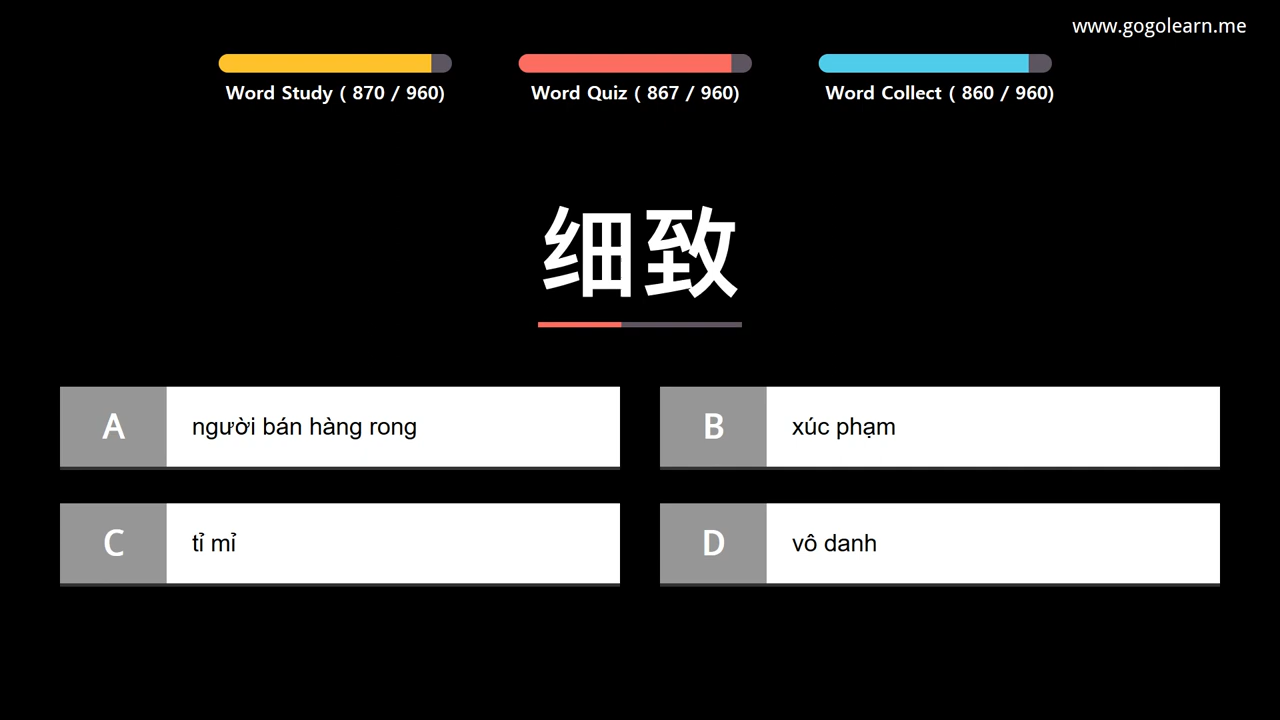 www.gogolearn.me
Word Study ( 870 / 960)
Word Quiz ( 867 / 960)
Word Collect ( 860 / 960)
细致
A
người bán hàng rong
B
xúc phạm
C
tỉ mỉ
D
vô danh